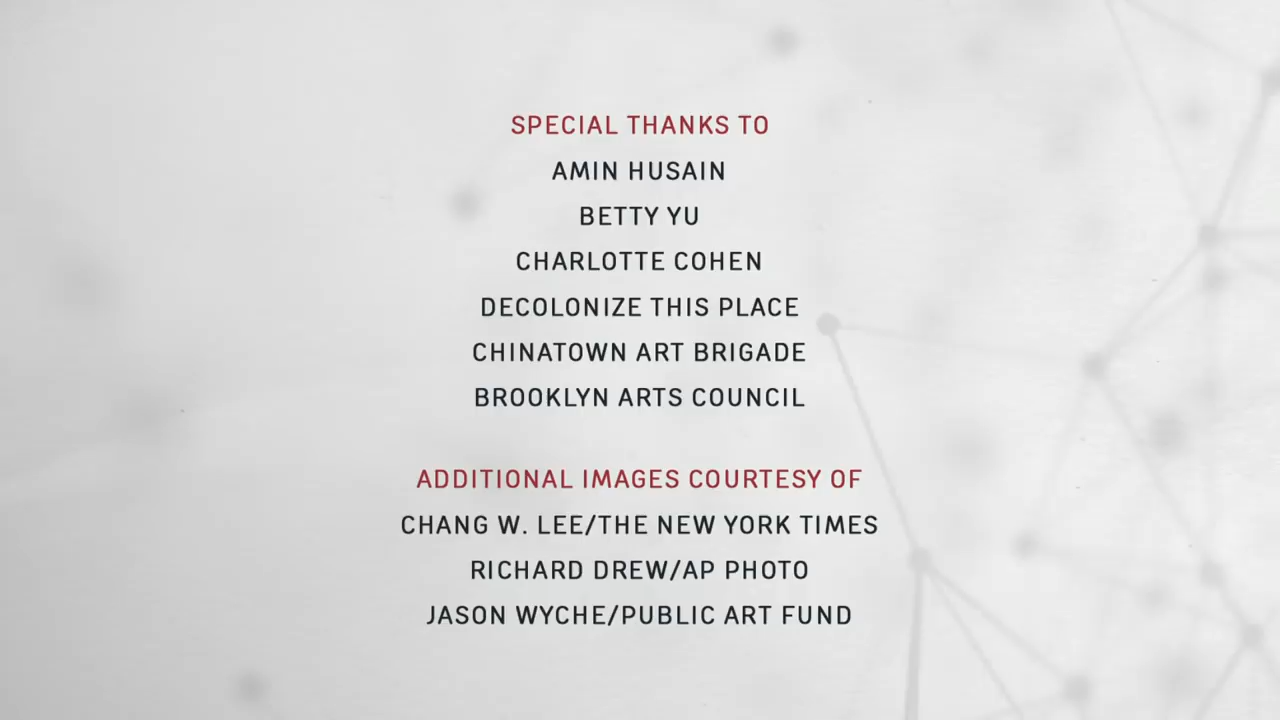 SPECIAL THANKS TO
AMIN HUSAIN
BETTY YU
CHARLOTTE COHEN
DECOLONIZE THIS PLACE
CHINATOWN ART BRIGADE
BROOKLYN ARTS COUNCIL
ADDITIONAL IMAGES COURTESY OF
CHANG W. LEE/THE NEW YORK TIMES
RICHARD DREW/AP PHOTO
JASON WYCHE/PUBLIC ART FUND